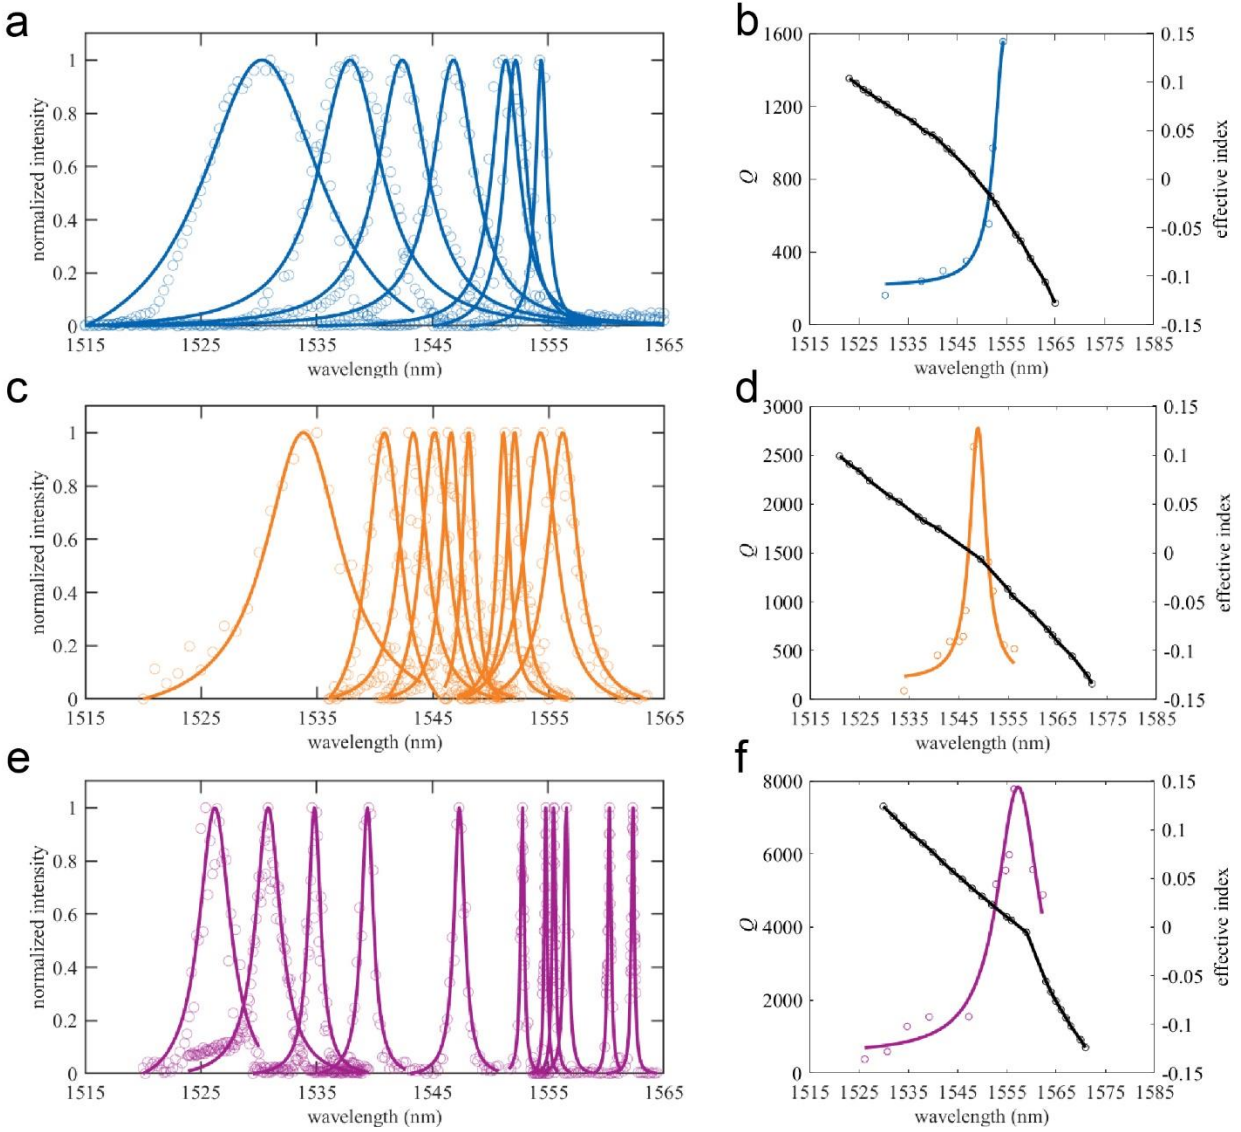 a
1
0.8
0.6
0.4
0.2
0
normalized intensity
1515 1525 1535 1545 1555 1565
wavelength (nm)
b
1600
1200
800
400
0
Q
0.15
0.1
0.05
0
-0.05
-0.1
-0.15
effective index
1515 1525 1535 1545 1555 1565 1575 1585
wavelength (nm)
c
1
0.8
0.6
0.4
0.2
0
normalized intensity
1515 1525 1535 1545 1555 1565
wavelength (nm)
d
3000
2500
2000
1500
1000
500
0
Q
0.15
0.1
0.05
0
-0.05
-0.1
-0.15
effective index
1515 1525 1535 1545 1555 1565 1575 1585
wavelength (nm)
e
1
0.8
0.6
0.4
0.2
0
normalized intensity
1515 1525 1535 1545 1555 1565
wavelength (nm)
f
8000
6000
4000
2000
0
Q
0.15
0.1
0.05
0
-0.05
-0.1
-0.15
effective index
1515 1525 1535 1545 1555 1565 1575 1585
wavelength (nm)